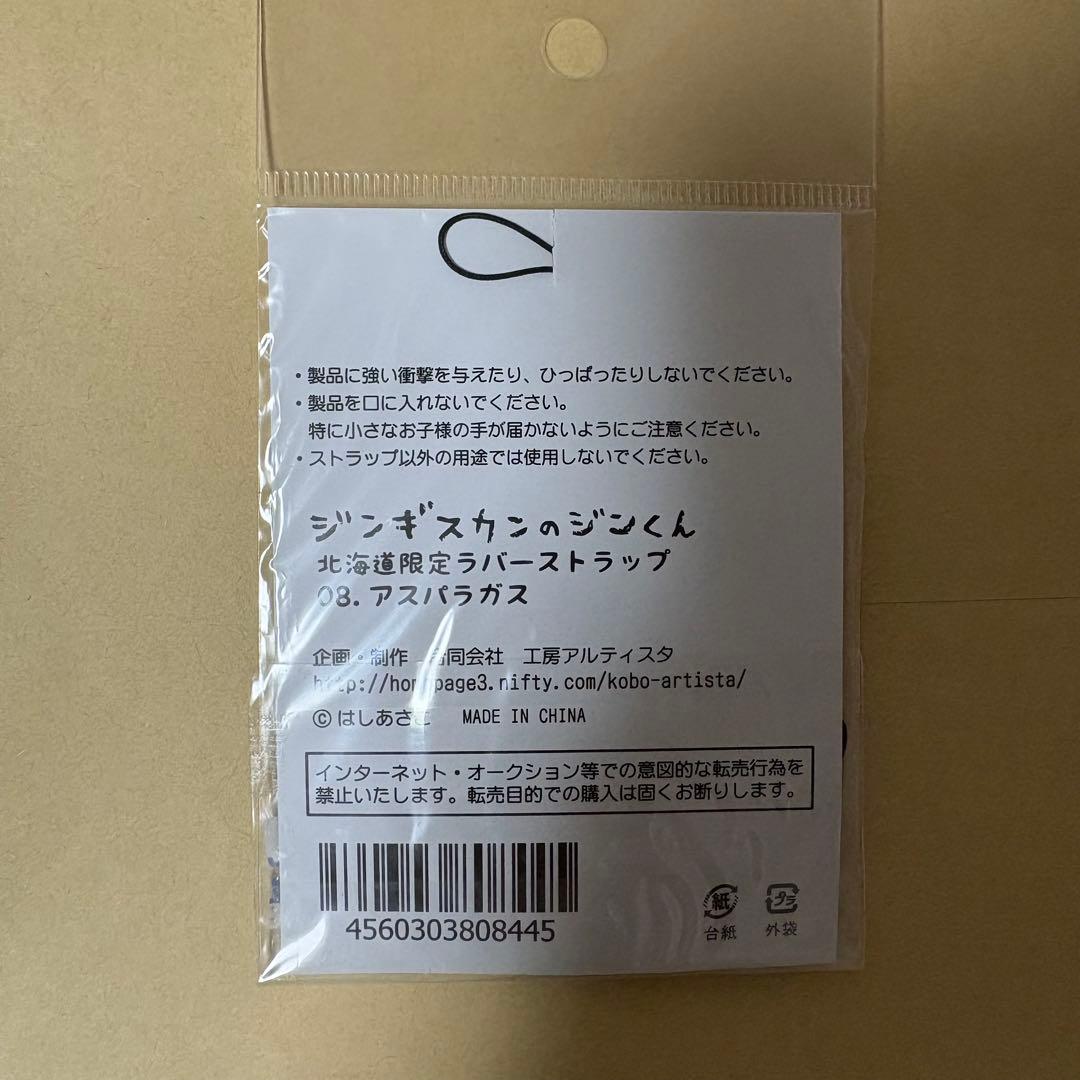 ・製品に強い衝撃を与えたり、ひっぱったりしないでください。
・製品を口に入れないでください。
特に小さなお子様の手が届かないようにご注意ください。
・ストラップ以外の用途では使用しないでください。
ジンギスカンのジンくん
北海道限定ラバーストラップ
08.アスパラガス
企画・制作 合同会社 工房アルティスタ
http://homepage3.nifty.com/kobo-artista/
© はしあさこ MADE IN CHINA
インターネット・オークション等での意図的な転売行為を
禁止いたします。転売目的での購入は固くお断りします。
4560303808445
紙 プラ
台紙 外袋